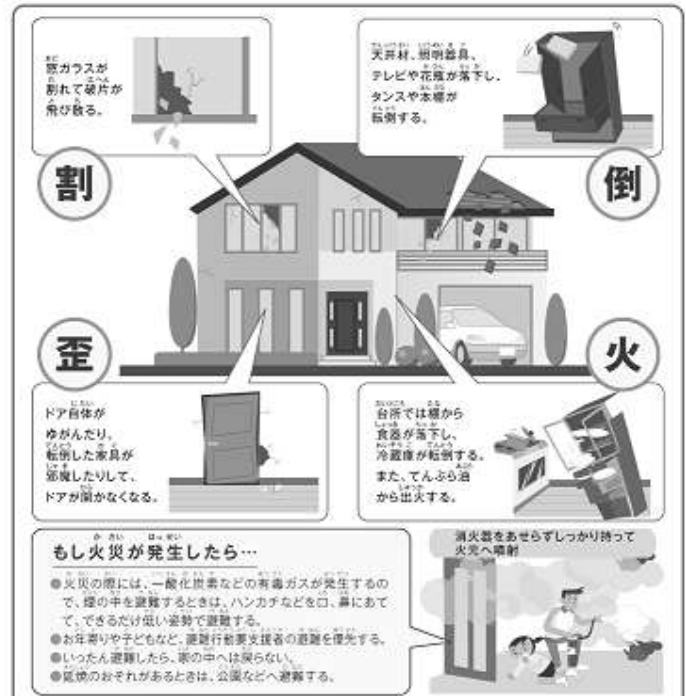 窓ガラスが
割れて破片が
飛び散る。
天井材、照明器具、
テレビや花瓶が落下し、
タンスや本棚が
転倒する。
割
倒
歪
火
ドア自体が
ゆがんだり、
転倒した家具が
邪魔したりして、
ドアが開かなくなる。
台所では棚から
食器が落下し、
冷蔵庫が転倒する。
また、てんぷら油
から出火する。
もし火災が発生したら…
●火災の際には、一酸化炭素などの有毒ガスが発生するの
で、煙の中を避難するときは、ハンカチなどを口、鼻にあて
て、できるだけ低い姿勢で避難する。
●お年寄りや子どもなど、避難行動要支援者の避難を優先する。
●いったん避難したら、家の中へは戻らない。
●延焼のおそれがあるときは、公園などへ避難する。
消火器をあせらずしっかり持って
火元へ噴射